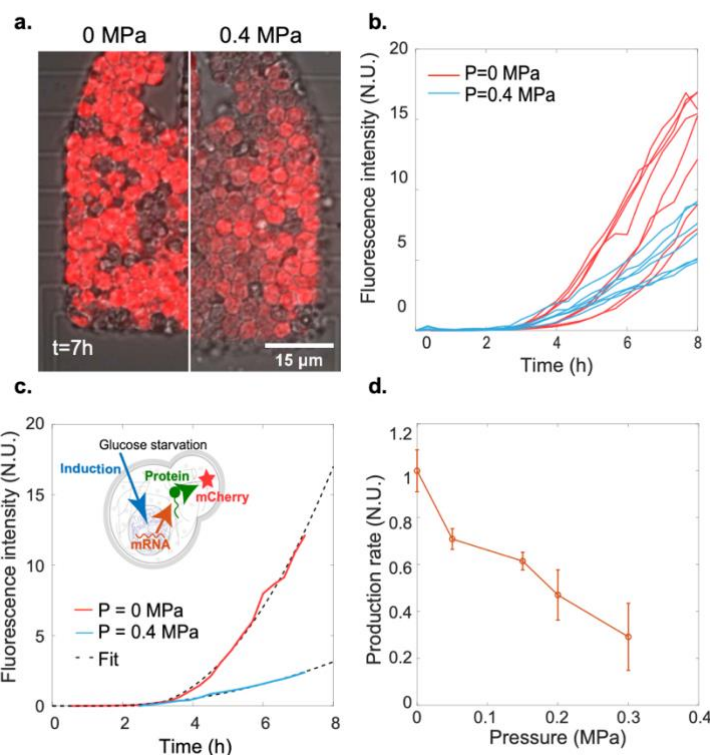 a.
0 MPa 0.4 MPa
t=7h
15 µm
b.
Fluorescence intensity (N.U.)
20
15
10
5
0
P=0 MPa
P=0.4 MPa
0 2 4 6 8
Time (h)
c.
Fluorescence intensity (N.U.)
20
15
10
5
0
Glucose starvation
Induction
Protein
mCherry
mRNA
P = 0 MPa
P = 0.4 MPa
Fit
0 2 4 6 8
Time (h)
d.
Production rate (N.U.)
1.2
1
0.8
0.6
0.4
0.2
0
0 0.1 0.2 0.3 0.4
Pressure (MPa)